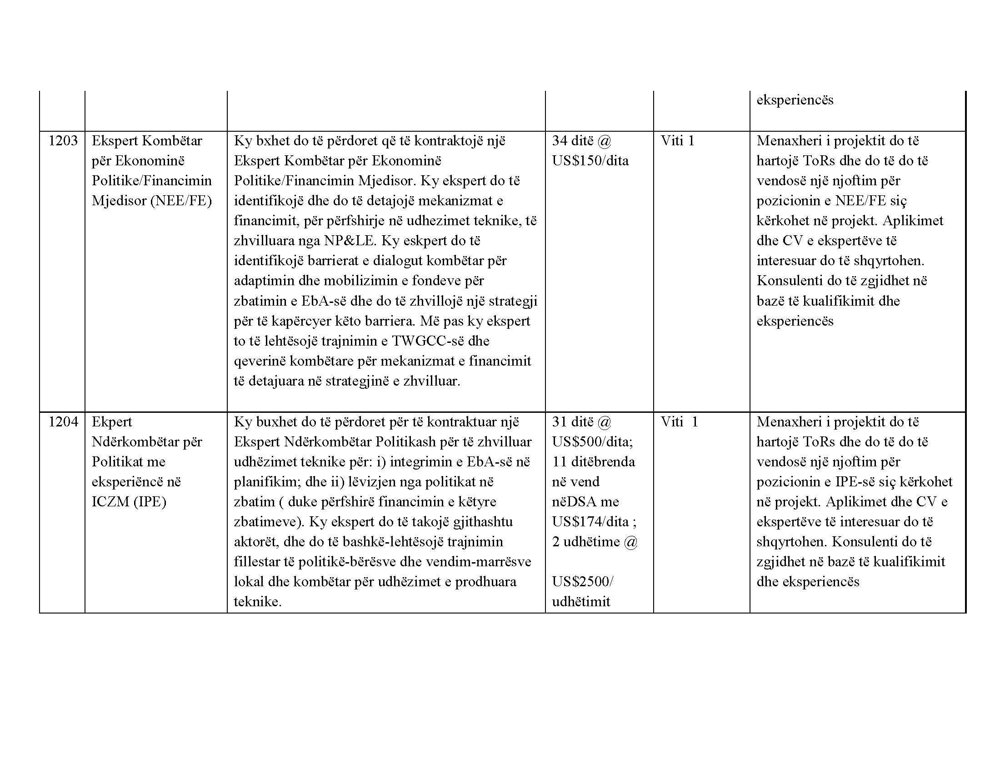 eksperiencës
1203
Ekspert Kombëtar
për Ekonominë
Politike/Financimin
Mjedisor (NEE/FE)
Ky bxhet do të përdoret që të kontraktojë një
Ekspert Kombëtar për Ekonominë
Politike/Financimin Mjedisor. Ky ekspert do të
identifikojë dhe do të detajojë mekanizmat e
financimit, për përfshirje në udhezimet teknike, të
zhvilluara nga NP&LE. Ky eskpert do të
identifikojë barrierat e dialogut kombëtar për
adaptimin dhe mobilizimin e fondeve për
zbatimin e EbA-së dhe do të zhvillojë një strategji
për të kapërcyer këto barriera. Më pas ky ekspert
to të lehtësojë trajnimin e TWGCC-së dhe
qeverinë kombëtare për mekanizmat e financimit
të detajuara në strategjinë e zhvilluar.
34 ditë @
US$150/dita
Viti 1
Menaxheri i projektit do të
hartojë ToRs dhe do të do të
vendosë një njoftim për
pozicionin e NEE/FE siç
kërkohet në projekt. Aplikimet
dhe CV e ekspertëve të
interesuar do të shqyrtohen.
Konsulenti do të zgjidhet në
bazë të kualifikimit dhe
eksperiencës
1204
Ekpert
Ndërkombëtar për
Politikat me
eksperiëncë në
ICZM (IPE)
Ky buxhet do të përdoret për të kontraktuar një
Ekspert Ndërkombëtar Politikash për të zhvilluar
udhëzimet teknike për: i) integrimin e EbA-së në
planifikim; dhe ii) lëvizjen nga politikat në
zbatim ( duke përfshirë financimin e këtyre
zbatimeve). Ky ekspert do të takojë gjithashtu
aktorët, dhe do të bashkë-lehtësojë trajnimin
fillestar të politikë-bërësve dhe vendim-marrësve
lokal dhe kombëtar për udhëzimet e prodhuara
teknike.
31 ditë @
US$500/dita;
11 ditëbrenda
në vend
nëDSA me
US$174/dita ;
2 udhëtime @
US$2500/
udhëtimit
Viti  1
Menaxheri i projektit do të
hartojë ToRs dhe do të do të
vendosë një njoftim për
pozicionin e IPE-së siç kërkohet
në projekt. Aplikimet dhe CV e
ekspertëve të interesuar do të
shqyrtohen. Konsulenti do të
zgjidhet në bazë të kualifikimit
dhe eksperiencës